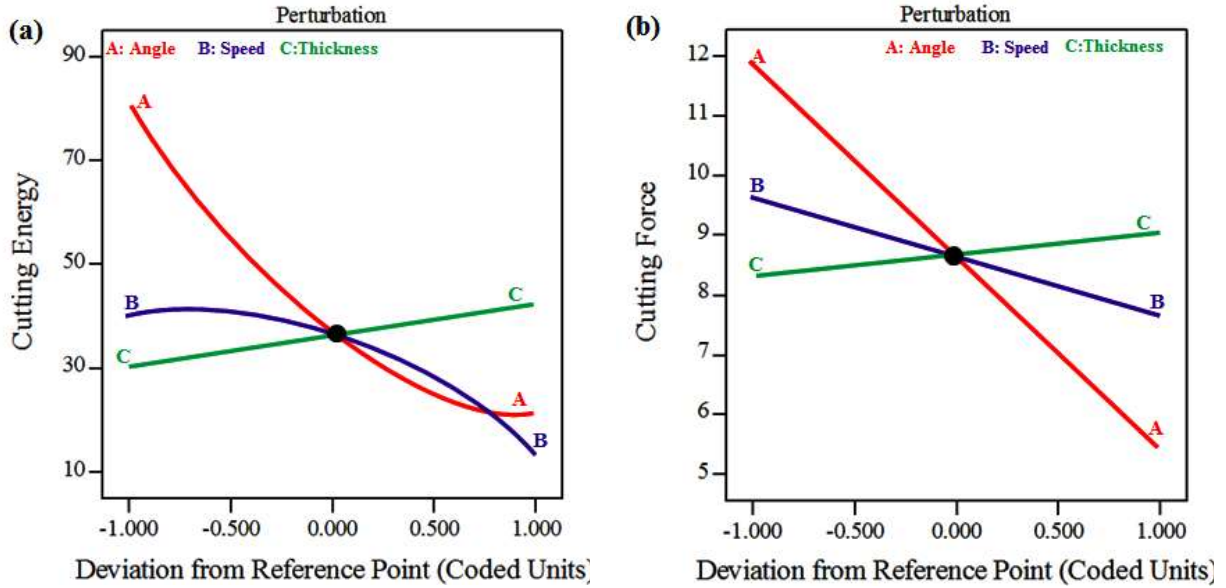 (a)
Perturbation
A: Angle B: Speed C:Thickness
90
70
50
30
10
Cutting Energy
A
B
C
C
A
B
-1.000 -0.500 0.000 0.500 1.000
Deviation from Reference Point (Coded Units)
(b)
Perturbation
A: Angle B: Speed C:Thickness
12
11
10
9
8
7
6
5
Cutting Force
A
B
C
C
B
A
-1.000 -0.500 0.000 0.500 1.000
Deviation from Reference Point (Coded Units)